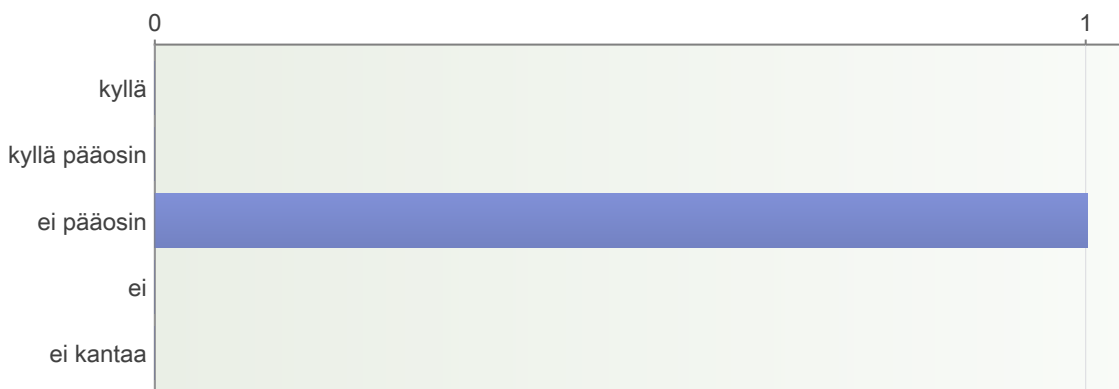 0 1
kyllä
kyllä pääosin
ei pääosin
ei
ei kantaa